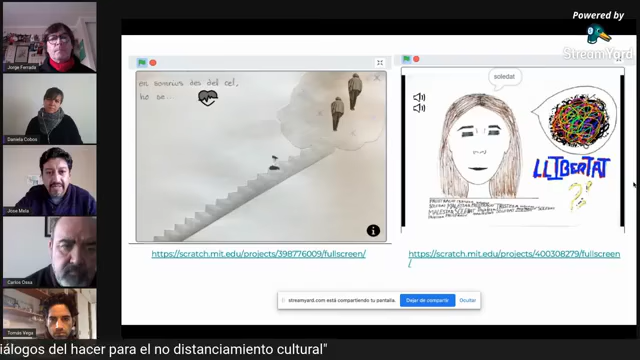 Powered by
StreamYard
Jorge Ferrada
Daniela Cobos
Jose Mela
Carlos Ossa
Tomás Vega
en somnius des del cel,
ho se...
soledat
LLIBERTAT
?
https://scratch.mit.edu/projects/398776009/fullscreen/
https://scratch.mit.edu/projects/400308279/fullscreen
/
streamyard.com está compartiendo tu pantalla.
Dejar de compartir
Ocultar
iálogos del hacer para el no distanciamiento cultural"